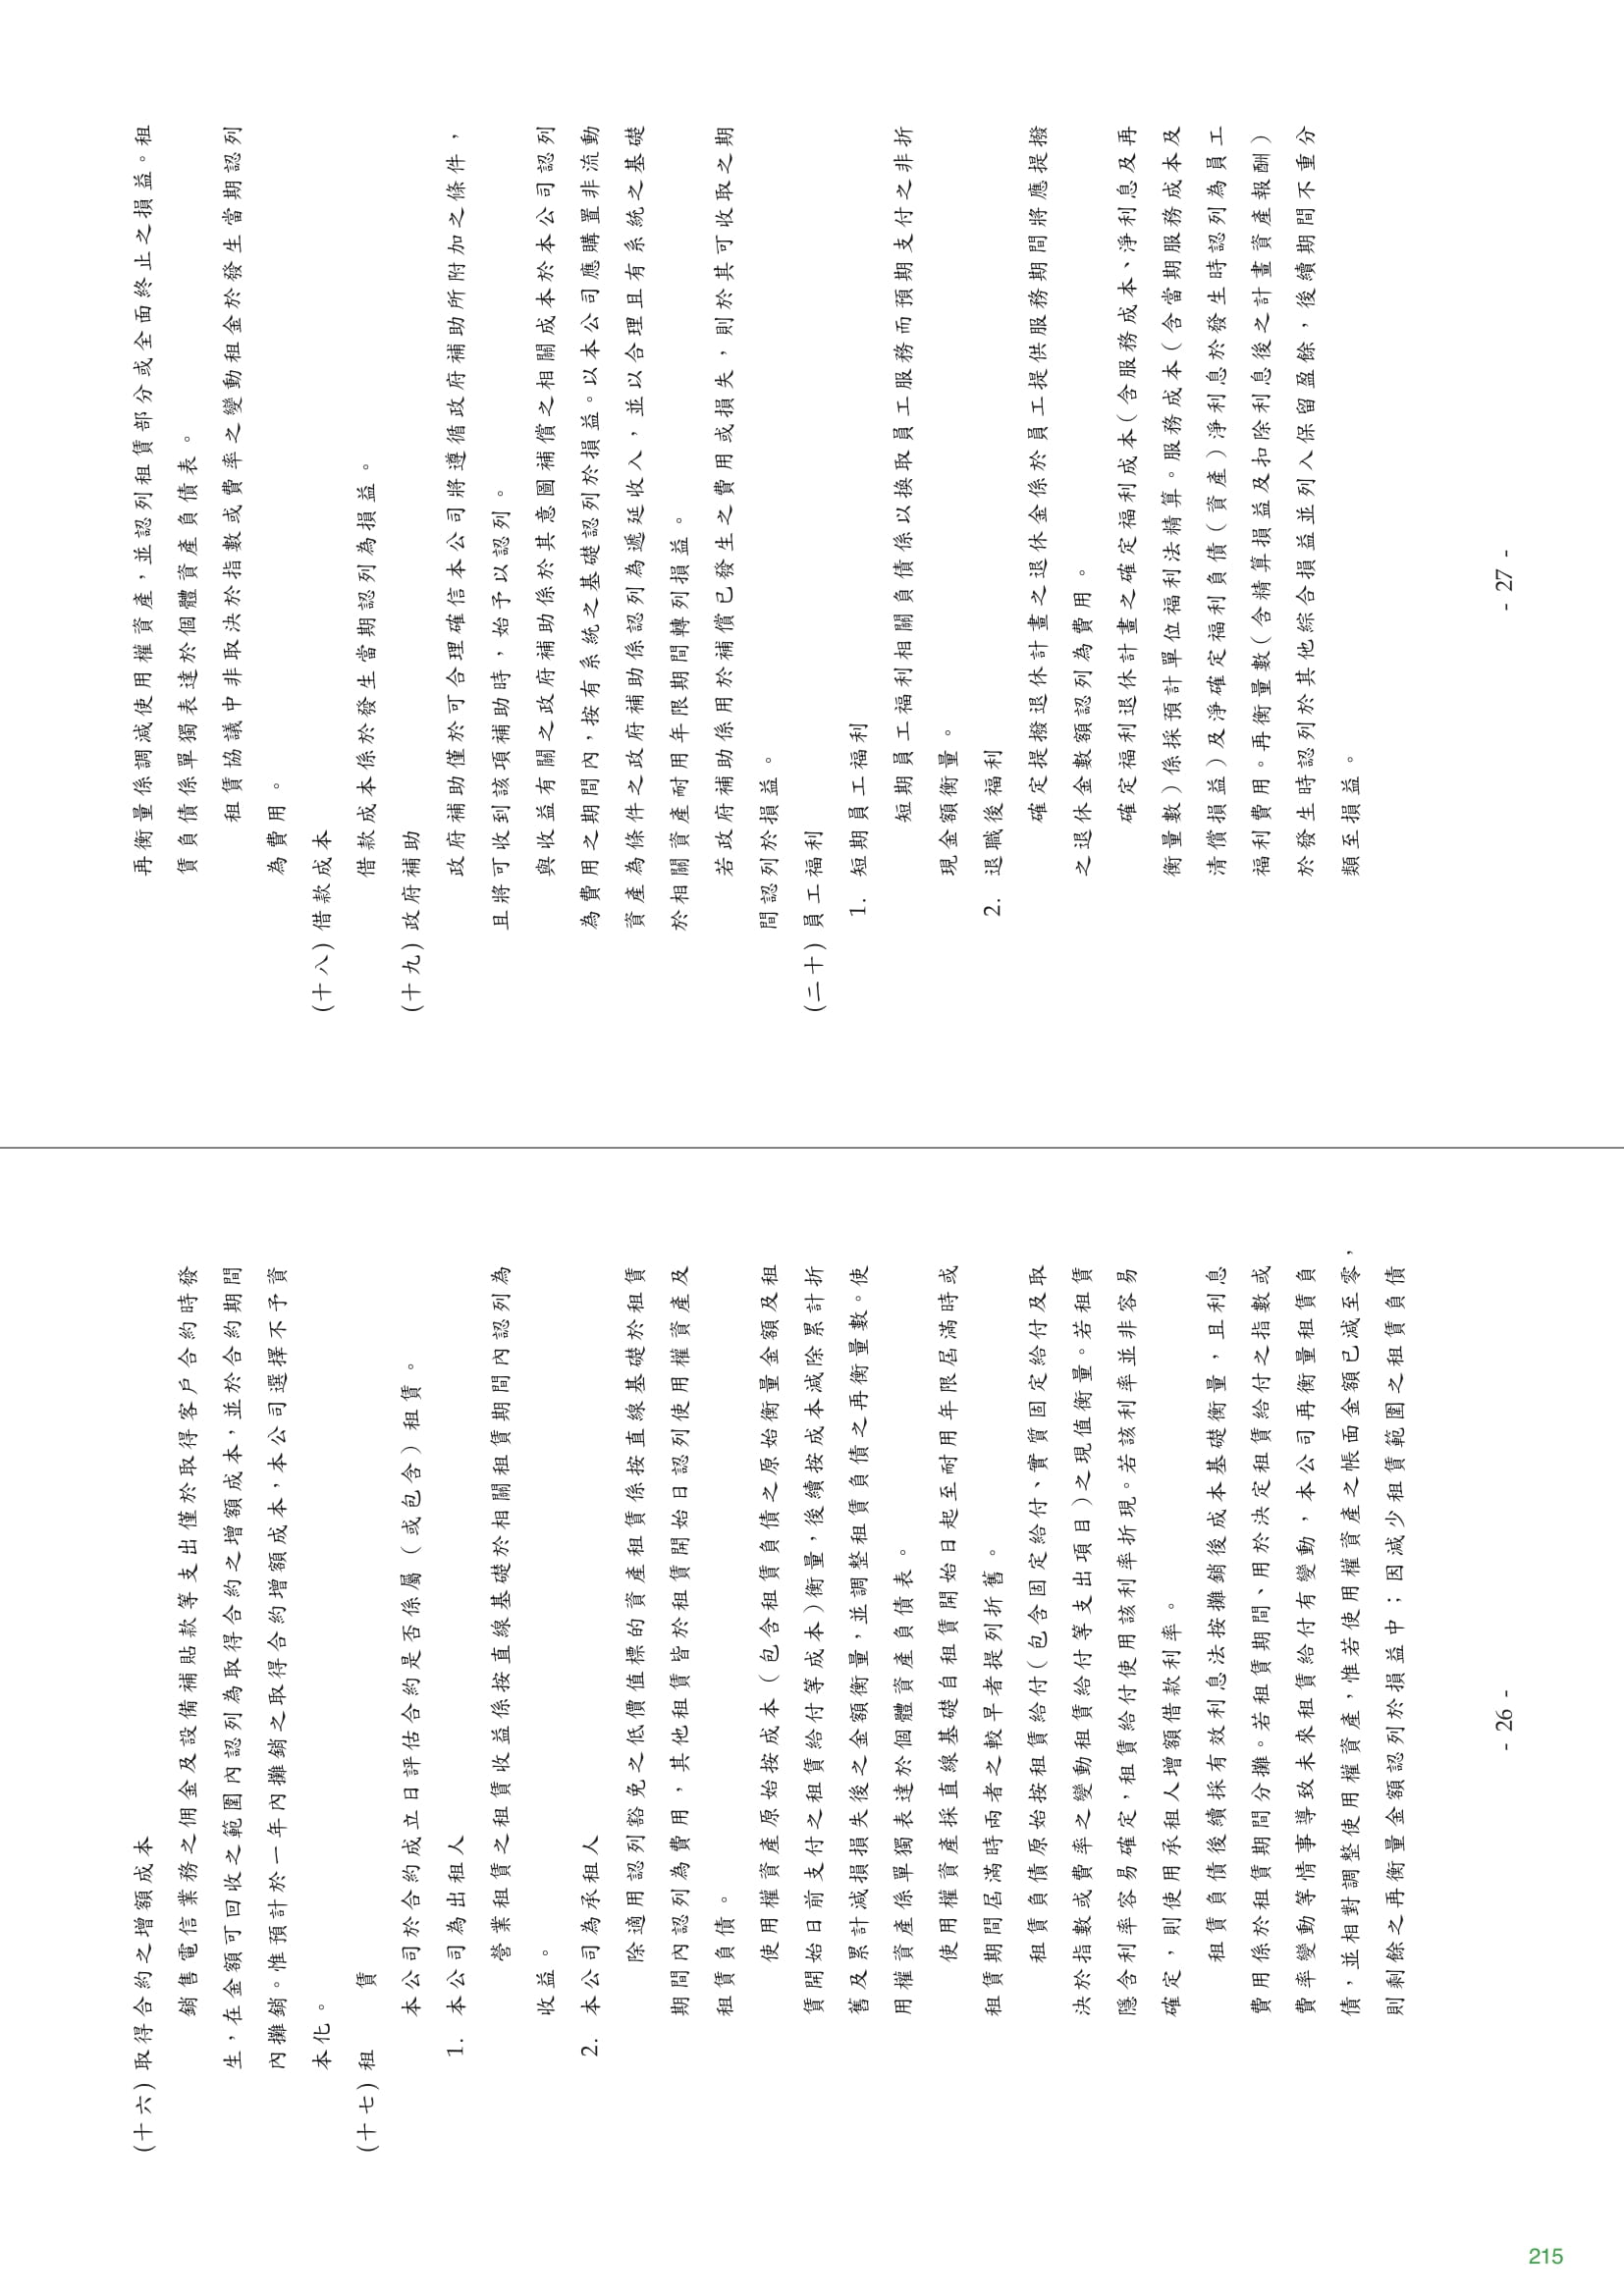 (十六) 取得合約之增額成本
銷售電信業務之佣金及設備補貼款等支出僅於取得客戶合約時發
生，在金額可回收之範圍內認列為取得合約之增額成本，並於合約期間
內攤銷。惟預計於一年內攤銷之取得合約增額成本，本公司選擇不予資
本化。
(十七) 租　　賃
本公司於合約成立日評估合約是否係屬（或包含）租賃。
1. 本公司為出租人
營業租賃之租賃收益係按直線基礎於相關租賃期間內認列為
收益。
2. 本公司為承租人
除適用認列豁免之低價值標的資產租賃係按直線基礎於租賃
期間內認列為費用，其他租賃皆於租賃開始日認列使用權資產及
租賃負債。
使用權資產原始按成本（包含租賃負債之原始衡量金額及租
賃開始日前支付之租賃給付等成本）衡量，後續按成本減除累計折
舊及累計減損損失後之金額衡量，並調整租賃負債之再衡量數。使
用權資產係單獨表達於個體資產負債表。
使用權資產採直線基礎自租賃開始日起至耐用年限屆滿時或
租賃期間屆滿時兩者之較早者提列折舊。
租賃負債原始按租賃給付（包含固定給付、實質固定給付及取
決於指數或費率之變動租賃給付等支出項目）之現值衡量。若租賃
隱含利率容易確定，租賃給付使用該利率折現。若該利率並非容易
確定，則使用承租人增額借款利率。
租賃負債後續採有效利息法按攤銷後成本基礎衡量，且利息
費用係於租賃期間分攤。若租賃期間、用於決定租賃給付之指數或
費率變動等情事導致未來租賃給付有變動，本公司再衡量租賃負
債，並相對調整使用權資產，惟若使用權資產之帳面金額已減至零，
則剩餘之再衡量金額認列於損益中；因減少租賃範圍之租賃負債
- 26 -
再衡量係調減使用權資產，並認列租賃部分或全面終止之損益。租
賃負債係單獨表達於個體資產負債表。
租賃協議中非取決於指數或費率之變動租金於發生當期認列
為費用。
(十八) 借款成本
借款成本係於發生當期認列為損益。
(十九) 政府補助
政府補助僅於可合理確信本公司將遵循政府補助所附加之條件，
且將可收到該項補助時，始予以認列。
與收益有關之政府補助係於其意圖補償之相關成本於本公司認列
為費用之期間內，按有系統之基礎認列於損益。以本公司應購置非流動
資產為條件之政府補助係認列為遞延收入，並以合理且有系統之基礎
於相關資產耐用年限期間轉列損益。
若政府補助係用於補償已發生之費用或損失，則於其可收取之期
間認列於損益。
(二十) 員工福利
1. 短期員工福利
短期員工福利相關負債係以換取員工服務而預期支付之非折
現金額衡量。
2. 退職後福利
確定提撥退休計畫之退休金係於員工提供服務期間將應提撥
之退休金數額認列為費用。
確定福利退休計畫之確定福利成本（含服務成本、淨利息及再
衡量數）係採預計單位福利法精算。服務成本（含當期服務成本及
清償損益）及淨確定福利負債（資產）淨利息於發生時認列為員工
福利費用。再衡量數（含精算損益及扣除利息後之計畫資產報酬）
於發生時認列於其他綜合損益並列入保留盈餘，後續期間不重分
類至損益。
- 27 -
215